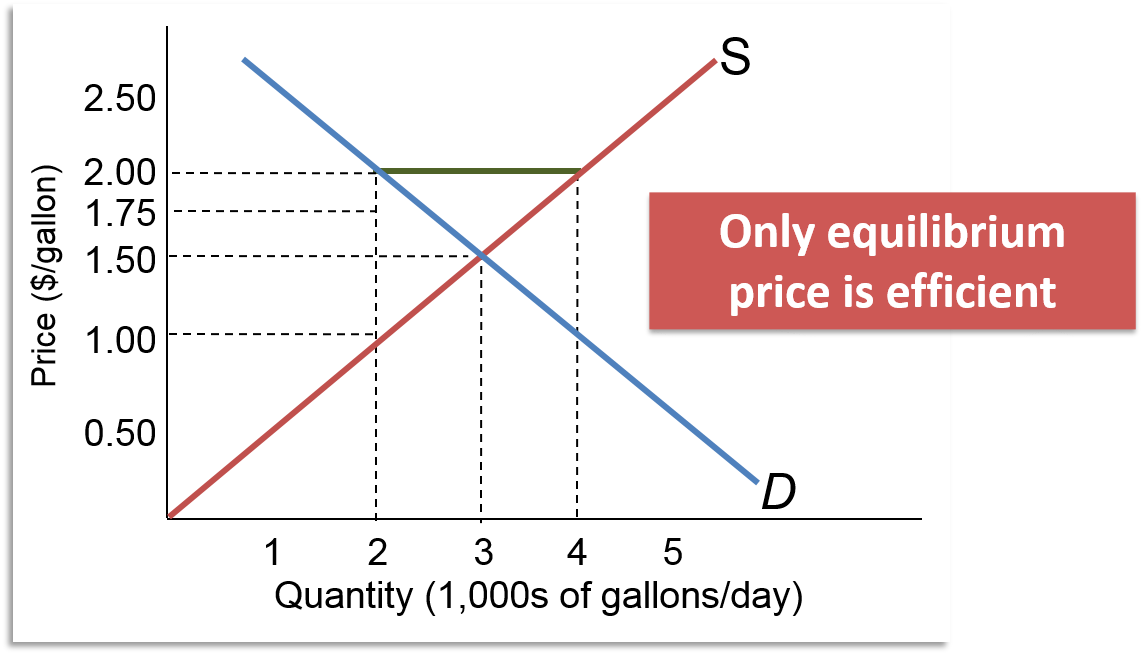 S
2.50
2.00
1.75
1.50
1.00
0.50
Price ($/gallon)
Only equilibrium
price is efficient
D
1 2 3 4 5
Quantity (1,000s of gallons/day)